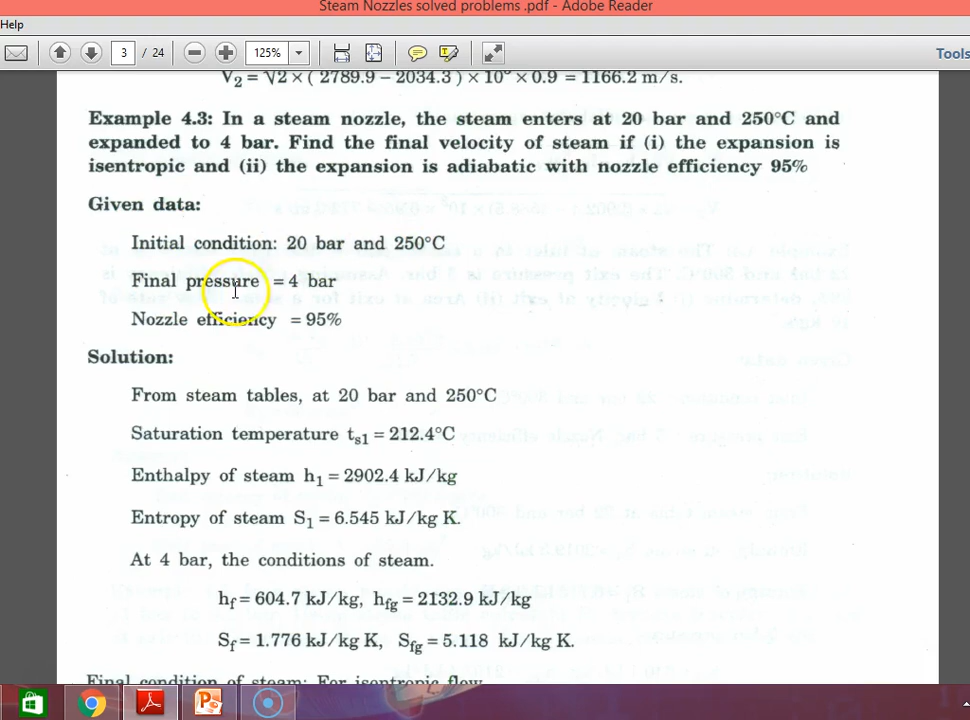 Steam Nozzles solved problems .pdf - Adobe Reader
Help
3 / 24 125% Tools
V2 = √2 × ( 2789.9 − 2034.3 ) × 10³ × 0.9 = 1166.2 m/s.
Example 4.3: In a steam nozzle, the steam enters at 20 bar and 250°C and
expanded to 4 bar. Find the final velocity of steam if (i) the expansion is
isentropic and (ii) the expansion is adiabatic with nozzle efficiency 95%
Given data:
Initial condition: 20 bar and 250°C
Final pressure = 4 bar
Nozzle efficiency = 95%
Solution:
From steam tables, at 20 bar and 250°C
Saturation temperature ts1 = 212.4°C
Enthalpy of steam h1 = 2902.4 kJ/kg
Entropy of steam S1 = 6.545 kJ/kg K.
At 4 bar, the conditions of steam.
hf = 604.7 kJ/kg, hfg = 2132.9 kJ/kg
Sf = 1.776 kJ/kg K, Sfg = 5.118 kJ/kg K.
Final condition of steam: For isentropic flow